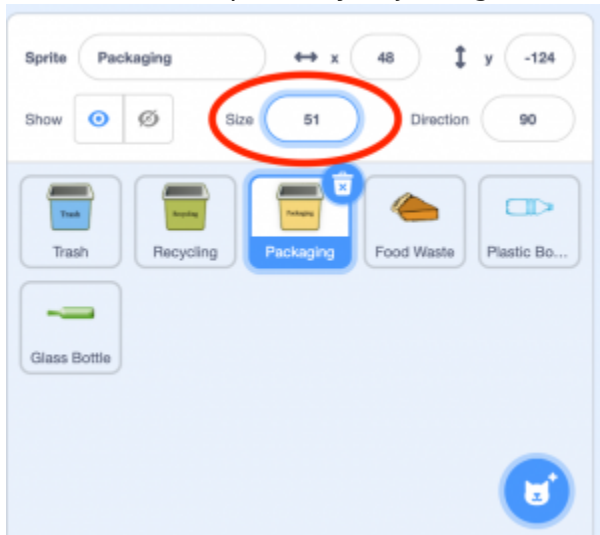 Sprite Packaging x 48 y -124
Show Size 51 Direction 90
Trash Recycling Packaging
Trash Recycling Packaging Food Waste Plastic Bo...
Glass Bottle